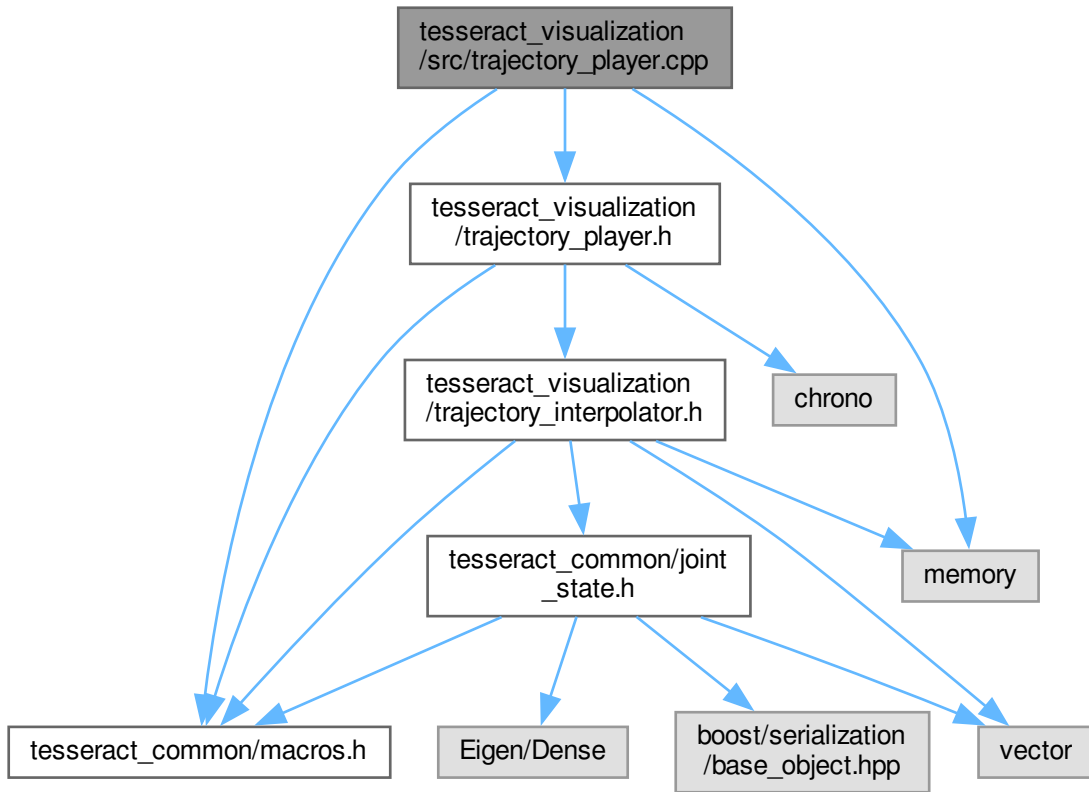 tesseract_visualization
/src/trajectory_player.cpp
tesseract_visualization
/trajectory_player.h
tesseract_visualization
/trajectory_interpolator.h
chrono
tesseract_common/joint
_state.h
memory
tesseract_common/macros.h
Eigen/Dense
boost/serialization
/base_object.hpp
vector